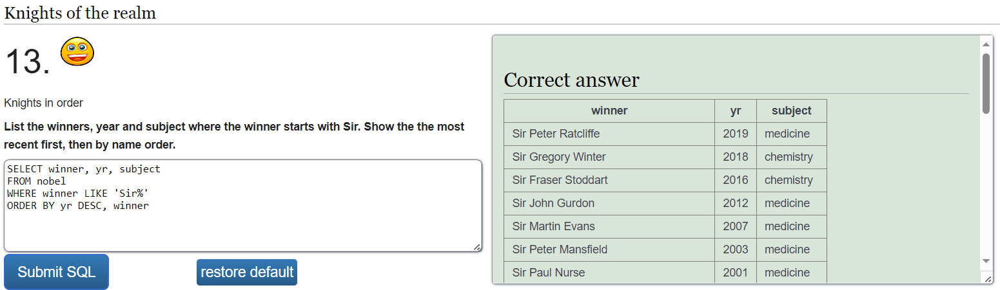 Knights of the realm
13.
Knights in order
List the winners, year and subject where the winner starts with Sir. Show the the most
recent first, then by name order.
SELECT winner, yr, subject
FROM nobel
WHERE winner LIKE 'Sir%'
ORDER BY yr DESC, winner
Submit SQL
restore default
Correct answer
winner yr subject
Sir Peter Ratcliffe 2019 medicine
Sir Gregory Winter 2018 chemistry
Sir Fraser Stoddart 2016 chemistry
Sir John Gurdon 2012 medicine
Sir Martin Evans 2007 medicine
Sir Peter Mansfield 2003 medicine
Sir Paul Nurse 2001 medicine